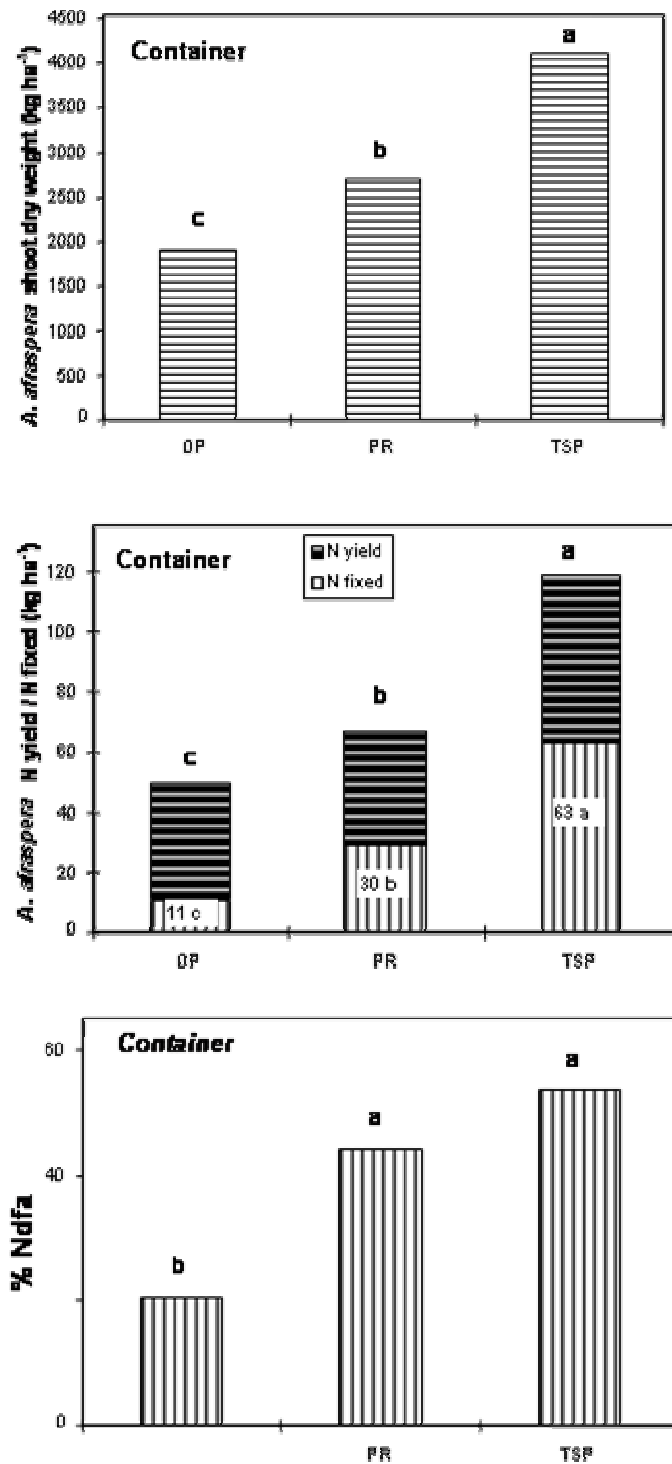 Container
A. afraspera shoot dry weight (kg ha⁻¹)
4500
4000
3500
3000
2500
2000
1500
1000
500
0
c
b
a
0P
PR
TSP
Container
N yield
N fixed
A. afraspera N yield / N fixed (kg ha⁻¹)
120
100
80
60
40
20
0
c
b
a
11 c
30 b
63 a
0P
PR
TSP
Container
% Ndfa
60
40
0
b
a
a
PR
TSP